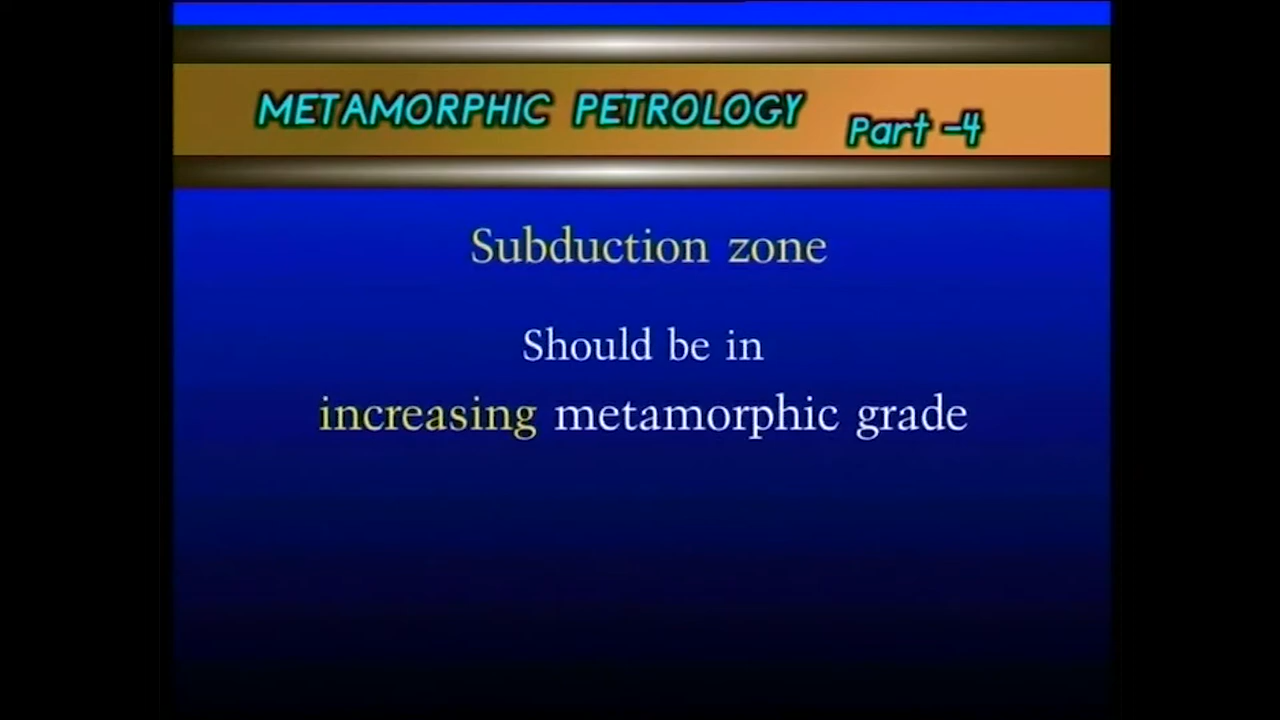 METAMORPHIC PETROLOGY Part -4
Subduction zone
Should be in
increasing metamorphic grade